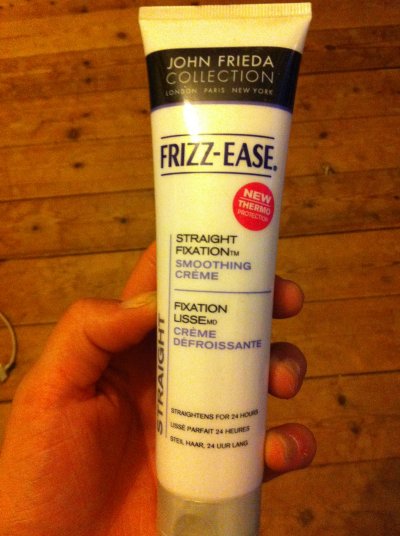 JOHN FRIEDA
COLLECTION
LONDON PARIS NEW YORK
FRIZZ-EASE®
NEW
THERMO
PROTECTION
STRAIGHT
FIXATION™
SMOOTHING
CRÈME
FIXATION
LISSEMD
CRÈME
DÉFROISSANTE
STRAIGHT
STRAIGHTENS FOR 24 HOURS
LISSE PARFAIT 24 HEURES
STEIL HAAR, 24 UUR LANG